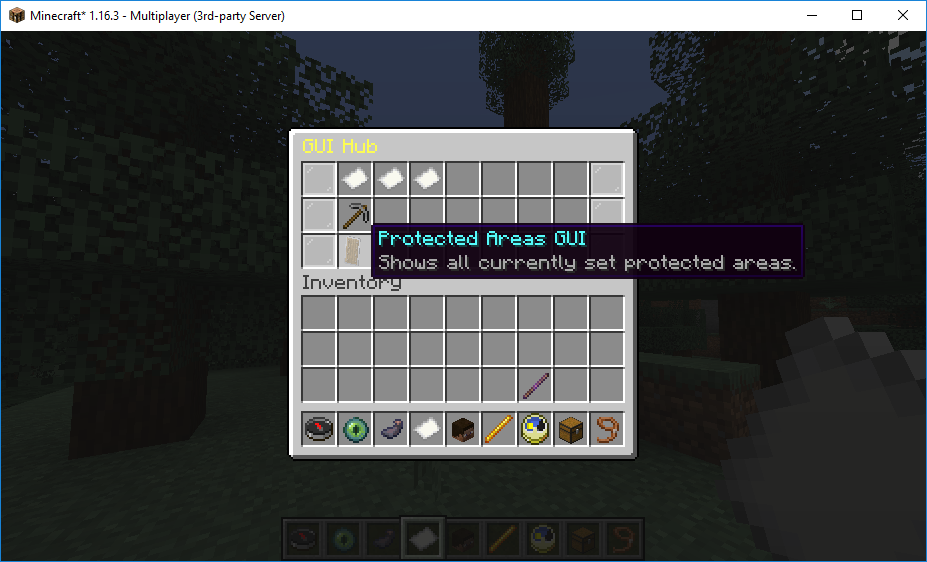 Minecraft* 1.16.3 - Multiplayer (3rd-party Server)
GUI Hub
Protected Areas GUI
Shows all currently set protected areas.
Inventory